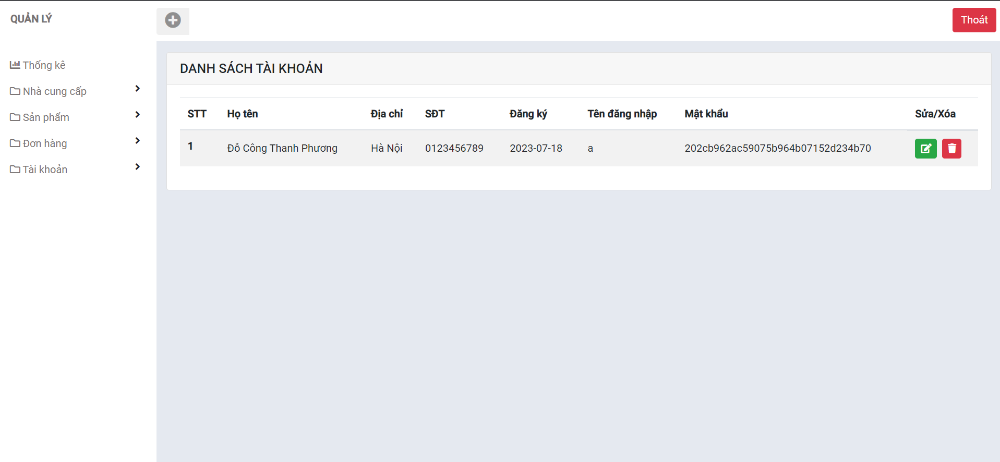 QUẢN LÝ
Thoát
Thống kê
Nhà cung cấp
Sản phẩm
Đơn hàng
Tài khoản
DANH SÁCH TÀI KHOẢN
STT Họ tên Địa chỉ SĐT Đăng ký Tên đăng nhập Mật khẩu Sửa/Xóa
1 Đỗ Công Thanh Phương Hà Nội 0123456789 2023-07-18 a 202cb962ac59075b964b07152d234b70